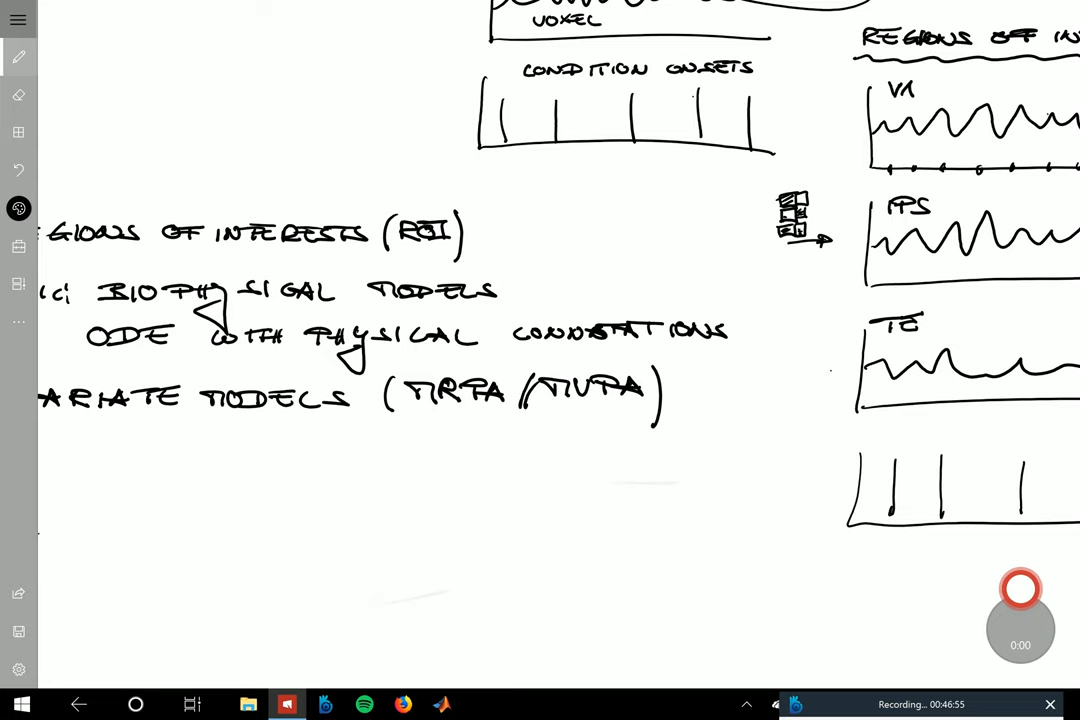 VOXEL
CONDITION ONSETS
REGIONS OFF IN
V1
IPS
EGIONS OF INTERESTS (ROI)
BIOPHYSICAL MODELS
ODE WITH PHYSICAL CONNOTATIONS
TE
ARIATE MODELS (MRPA//MVPA)
0:00
Recording... 00:46:55